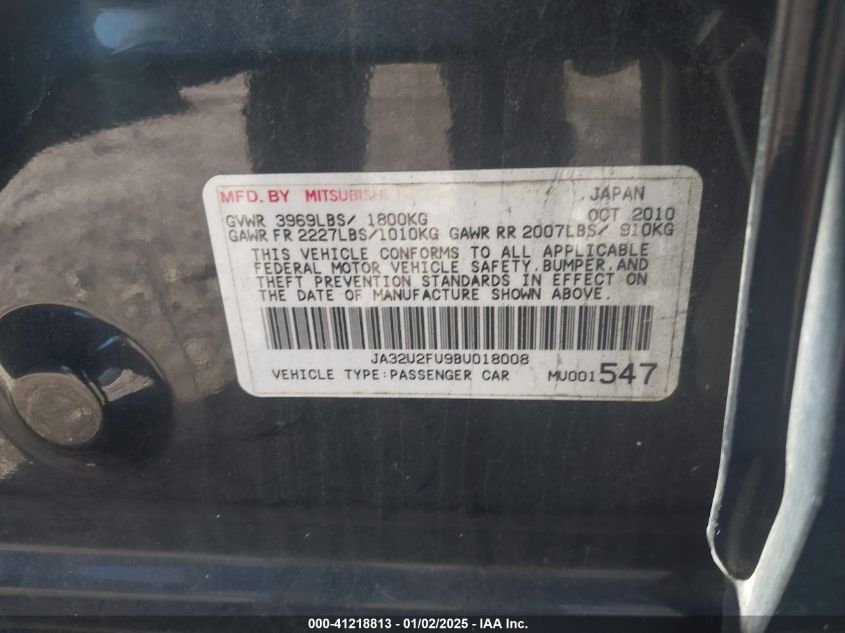 MFD. BY MITSUBISHI JAPAN
GVWR 3969LBS/ 1800KG OCT 2010
GAWR FR 2227LBS/1010KG GAWR RR 2007LBS/ 910KG
THIS VEHICLE CONFORMS TO ALL APPLICABLE
FEDERAL MOTOR VEHICLE SAFETY, BUMPER, AND
THEFT PREVENTION STANDARDS IN EFFECT ON
THE DATE OF MANUFACTURE SHOWN ABOVE.
JA32U2FU9BU018008
VEHICLE TYPE:PASSENGER CAR MU001547
000-41218813 - 01/02/2025 - IAA Inc.